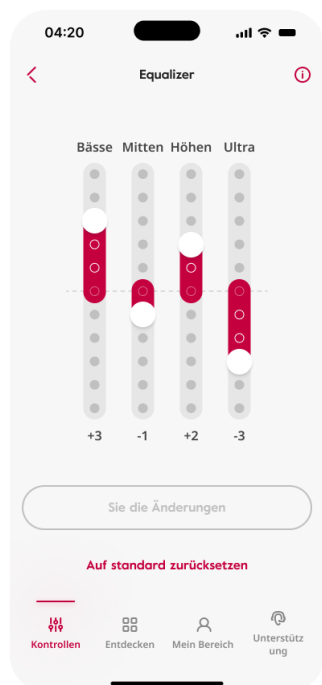 04:20
Equalizer
Bässe Mitten Höhen Ultra
+3 -1 +2 -3
Sie die Änderungen
Auf standard zurücksetzen
Kontrollen Entdecken Mein Bereich Unterstütz
ung